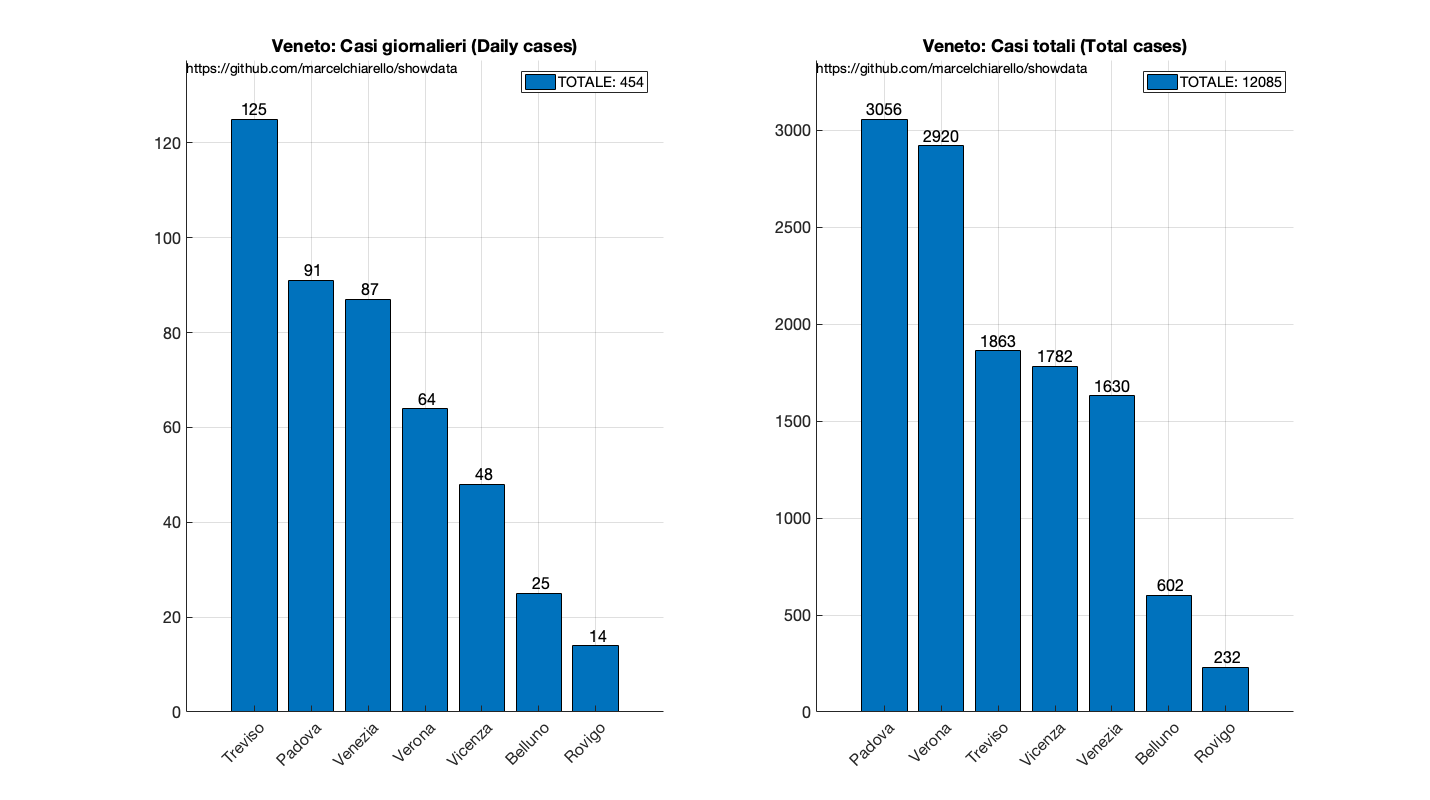 Veneto: Casi giornalieri (Daily cases)
https://github.com/marcelchiarello/showdata
TOTALE: 454
125
91
87
64
48
25
14
120
100
80
60
40
20
0
Treviso
Padova
Venezia
Verona
Vicenza
Belluno
Rovigo
Veneto: Casi totali (Total cases)
https://github.com/marcelchiarello/showdata
TOTALE: 12085
3056
2920
1863
1782
1630
602
232
3000
2500
2000
1500
1000
500
0
Padova
Verona
Treviso
Vicenza
Venezia
Belluno
Rovigo